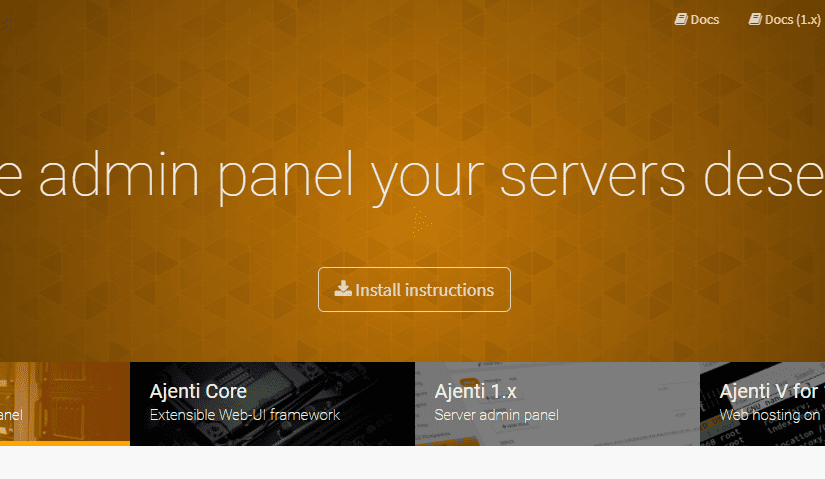 Docs
Docs (1.x)
e admin panel your servers dese
Install instructions
anel
Ajenti Core
Extensible Web-UI framework
Ajenti 1.x
Server admin panel
Ajenti V for
Web hosting on